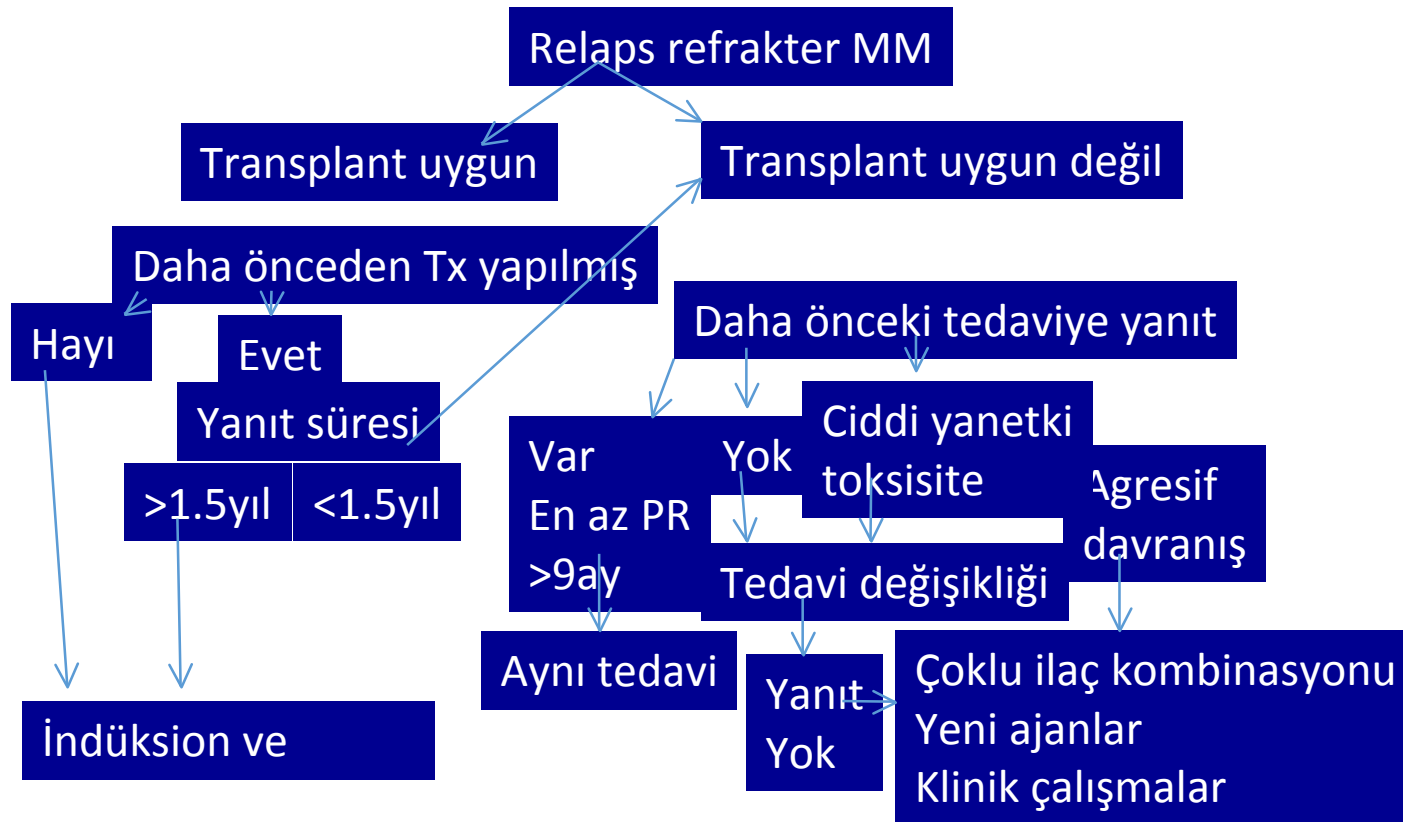 Relaps refrakter MM
Transplant uygun
Transplant uygun değil
Daha önceden Tx yapılmış
Hayı
Evet
Yanıt süresi
>1.5yıl
<1.5yıl
Daha önceki tedaviye yanıt
Var
En az PR
>9ay
Yok
Ciddi yanetki
toksisite
Agresif
davranış
Tedavi değişikliği
Aynı tedavi
Yanıt
Yok
Çoklu ilaç kombinasyonu
Yeni ajanlar
Klinik çalışmalar
İndüksion ve